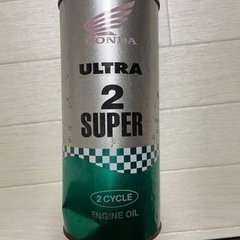 HONDA
ULTRA
2
SUPER
2 CYCLE
ENGINE OIL